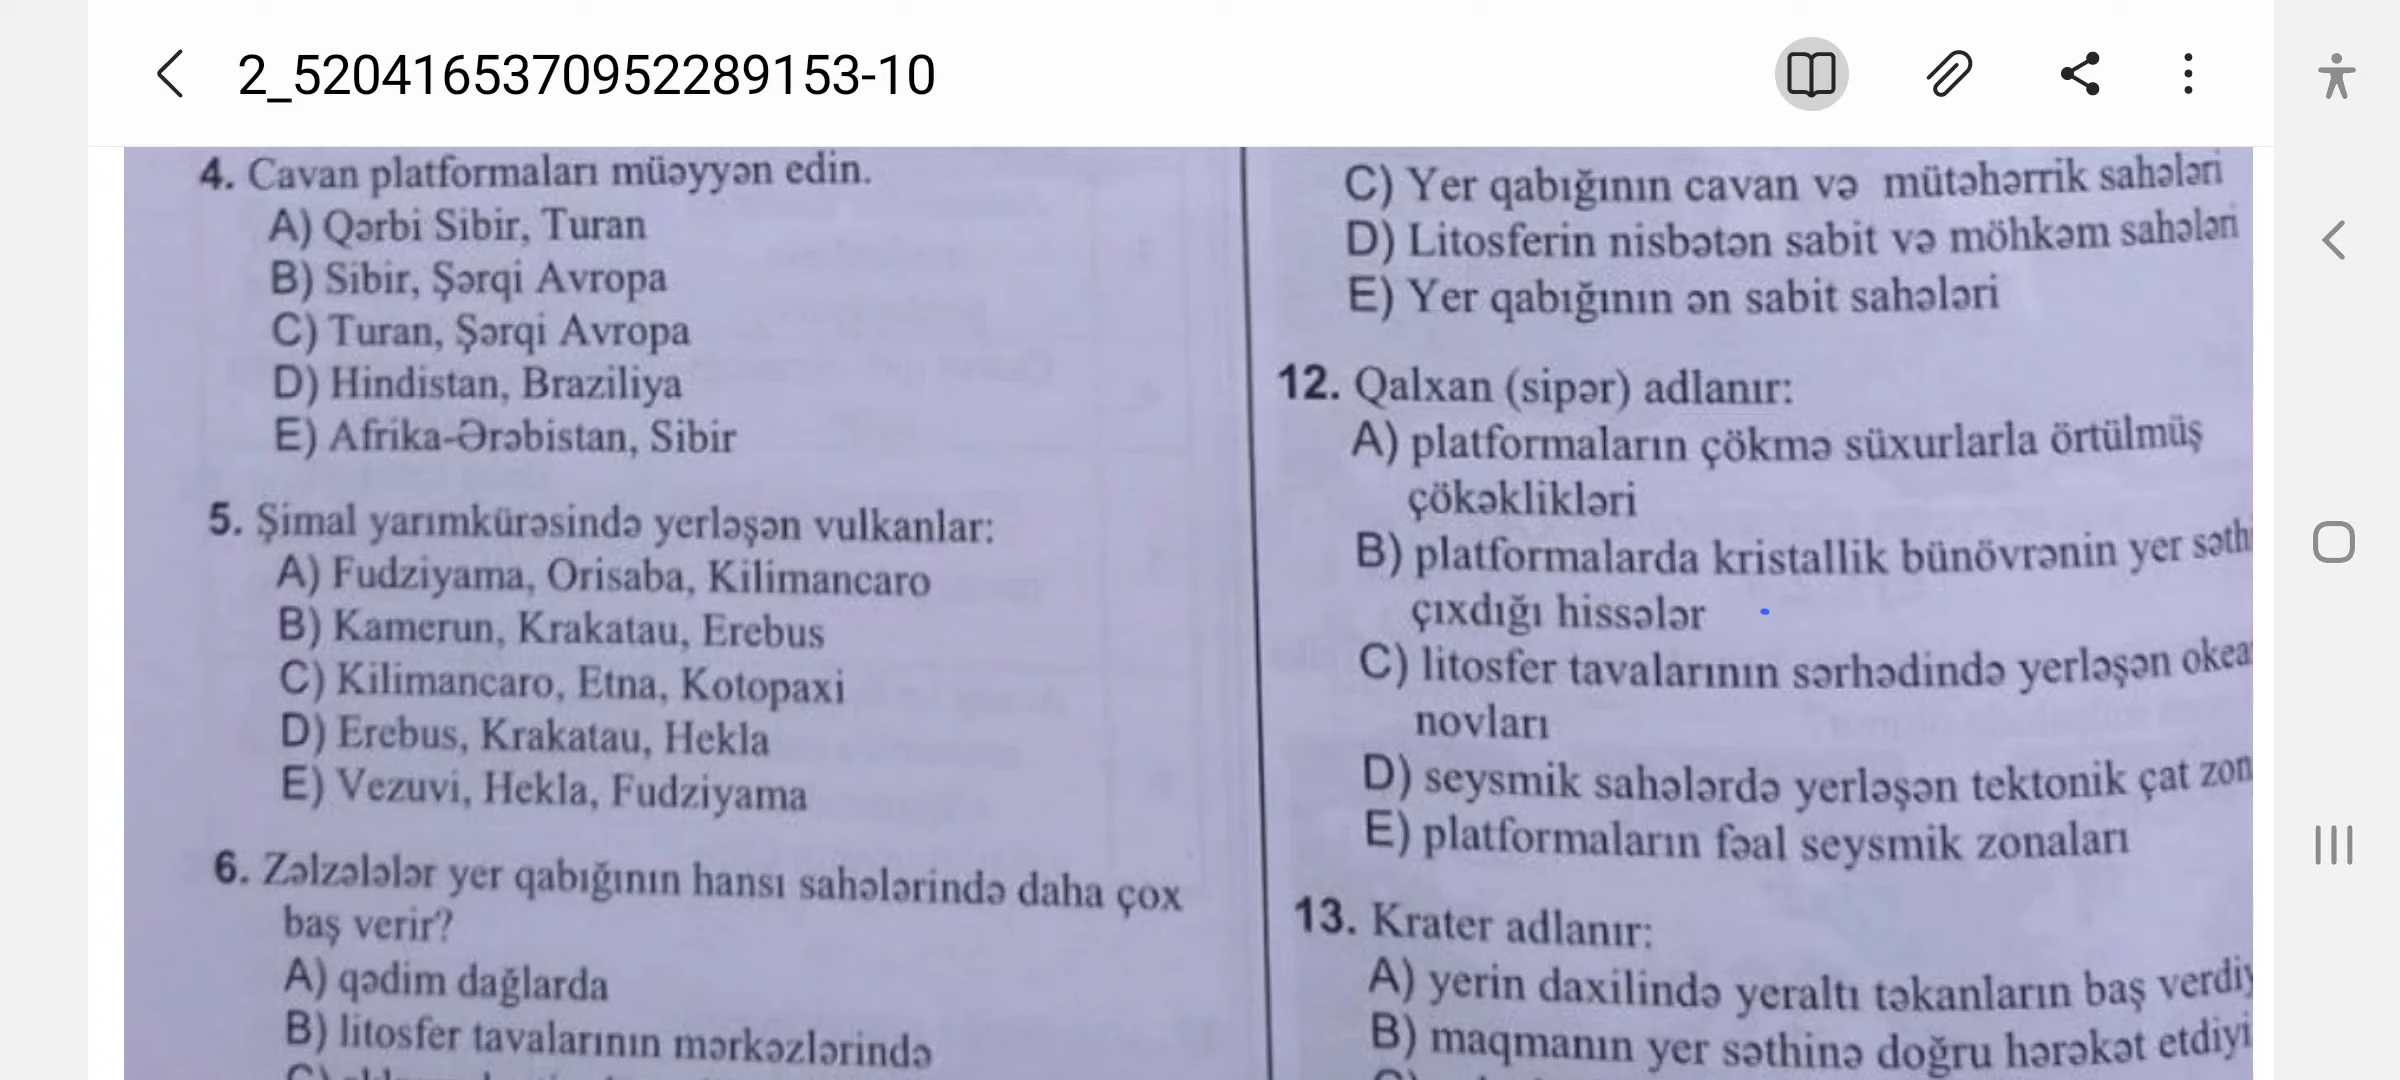 2_5204165370952289153-10
4. Cavan platformaları müəyyən edin.
A) Qərbi Sibir, Turan
B) Sibir, Şərqi Avropa
C) Turan, Şərqi Avropa
D) Hindistan, Braziliya
E) Afrika-Ərəbistan, Sibir
5. Şimal yarımkürəsində yerləşən vulkanlar:
A) Fudziyama, Orisaba, Kilimancaro
B) Kamerun, Krakatau, Erebus
C) Kilimancaro, Etna, Kotopaxi
D) Erebus, Krakatau, Hekla
E) Vezuvi, Hekla, Fudziyama
6. Zəlzələlər yer qabığının hansı sahələrində daha çox
baş verir?
A) qədim dağlarda
B) litosfer tavalarının mərkəzlərində
C) Yer qabığının cavan və mütəhərrik sahələri
D) Litosferin nisbətən sabit və möhkəm sahələri
E) Yer qabığının ən sabit sahələri
12. Qalxan (sipər) adlanır:
A) platformaların çökmə süxurlarla örtülmüş
çökəklikləri
B) platformalarda kristallik bünövrənin yer
çıxdığı hissələr
C) litosfer tavalarının sərhədində yerləşən
novları
D) seysmik sahələrdə yerləşən tektonik çat
E) platformaların fəal seysmik zonaları
13. Krater adlanır:
A) yerin daxilində yeraltı təkanların baş
B) maqmanın yer səthinə doğru hərəkət